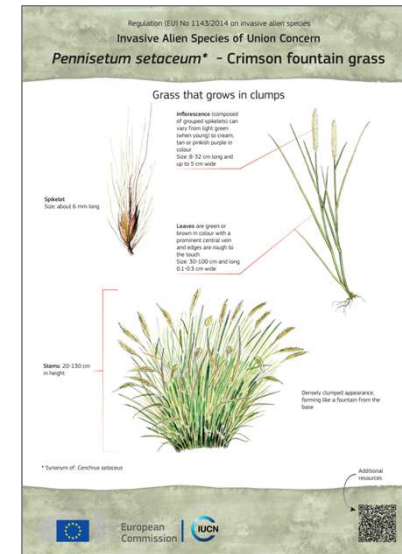 Regulation (EU) No 1143/2014 on invasive alien species
Invasive Alien Species of Union Concern
Pennisetum setaceum* - Crimson fountain grass
Grass that grows in clumps
Inflorescence (composed
of grouped spikelets) can
vary from light green
(when young) to cream,
tan or pinkish purple in
colour
Size: 8-32 cm long and
up to 5 cm wide
Spikelet
Size: about 6 mm long
Leaves are green or
brown in colour with a
prominent central vein
and edges are rough to
the touch
Size: 30-100 cm and long
0.1-0.3 cm wide
Stems: 20-130 cm
in height
Densely clumped appearance,
forming like a fountain from the
base
* Synonym of: Cenchrus setaceus
Additional
resources
European
Commission
IUCN